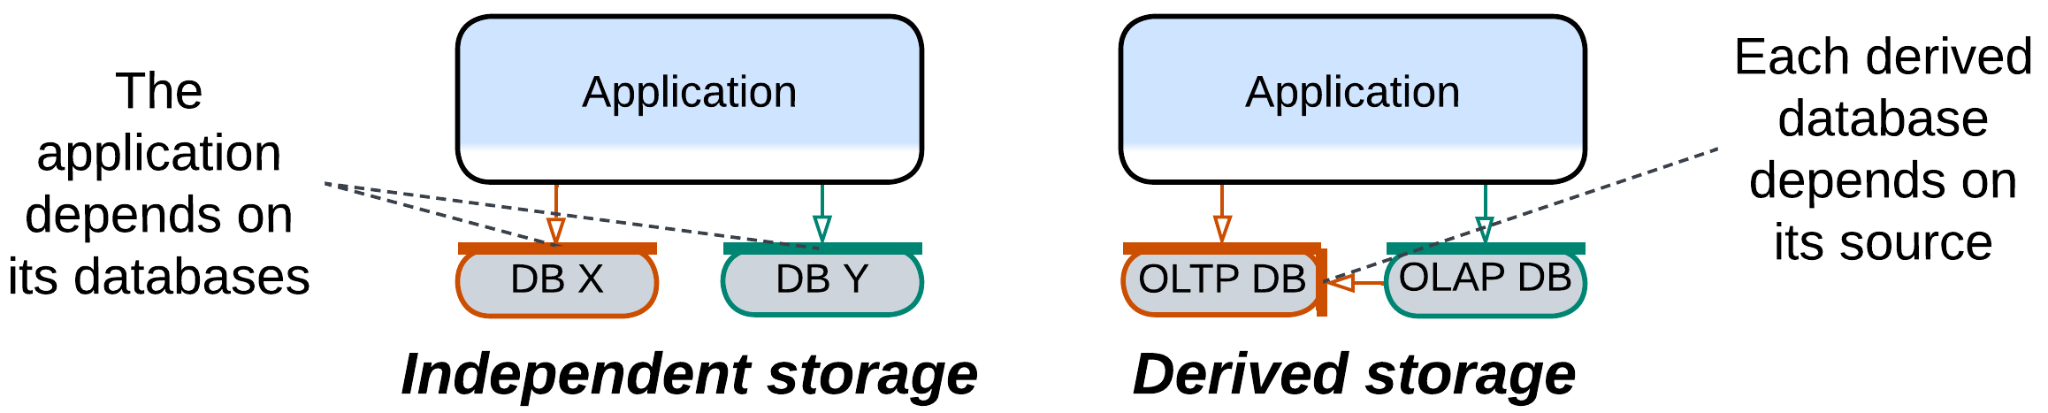 The
application
depends on
its databases
Application
DB X
DB Y
Independent storage
Application
OLTP DB
OLAP DB
Derived storage
Each derived
database
depends on
its source